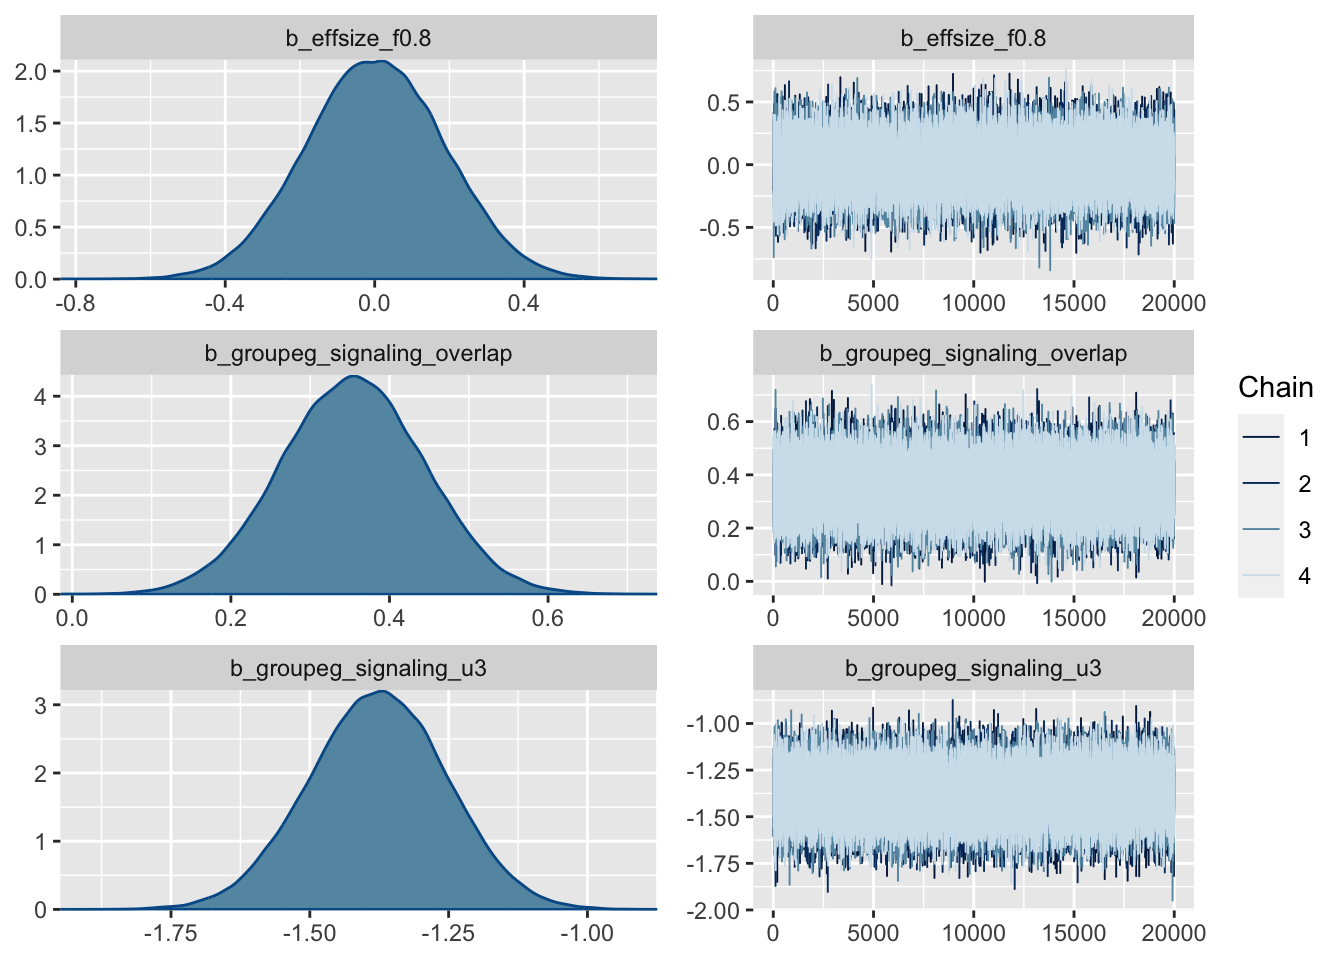 b_effsize_f0.8
2.0
1.5
1.0
0.5
0.0
-0.8 -0.4 0.0 0.4
b_effsize_f0.8
0.5
0.0
-0.5
0 5000 10000 15000 20000
b_groupeg_signaling_overlap
4
3
2
1
0
0.0 0.2 0.4 0.6
b_groupeg_signaling_overlap
0.6
0.4
0.2
0.0
0 5000 10000 15000 20000
b_groupeg_signaling_u3
3
2
1
0
-1.75 -1.50 -1.25 -1.00
b_groupeg_signaling_u3
-1.00
-1.25
-1.50
-1.75
-2.00
0 5000 10000 15000 20000
Chain
1
2
3
4